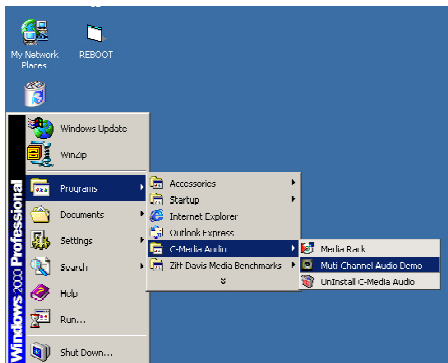 My Network
Places
REBOOT
Windows Update
WinZip
Programs
Documents
Settings
Search
Help
Run...
Shut Down...
Windows 2000 Professional
Accessories
Startup
Internet Explorer
Outlook Express
C-Media Audio
Ziff Davis Media Benchmarks
Media Rack
Muti Channel Audio Demo
UnInstall C-Media Audio